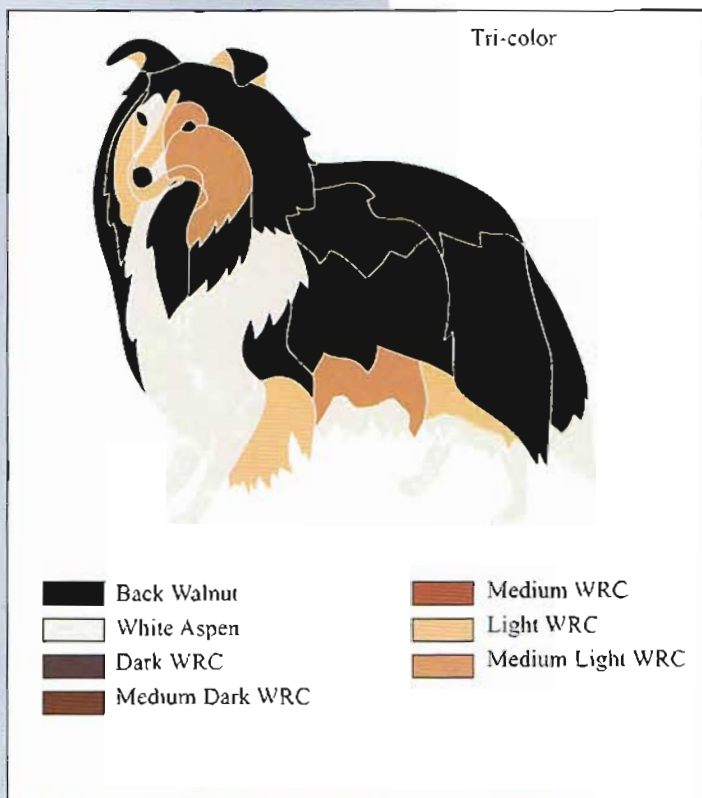 Tri-color
Back Walnut
White Aspen
Dark WRC
Medium Dark WRC
Medium WRC
Light WRC
Medium Light WRC